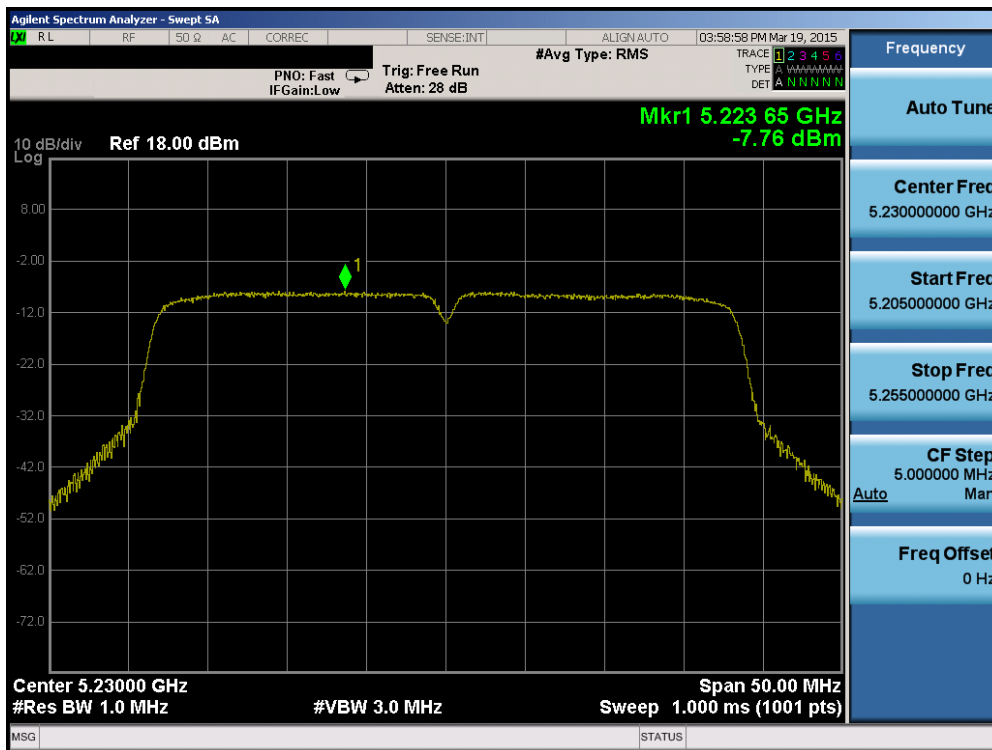 Agilent Spectrum Analyzer - Swept SA
LXI RL RF 50 Ω AC CORREC SENSE:INT ALIGN AUTO 03:58:58 PM Mar 19, 2015
#Avg Type: RMS TRACE 1 2 3 4 5 6
PNO: Fast Trig: Free Run TYPE A WWWWW
IFGain:Low Atten: 28 dB DET A N N N N N
Mkr1 5.223 65 GHz
-7.76 dBm
10 dB/div Ref 18.00 dBm
Log
8.00
-2.00
1
-12.0
-22.0
-32.0
-42.0
-52.0
-62.0
-72.0
Center 5.23000 GHz Span 50.00 MHz
#Res BW 1.0 MHz #VBW 3.0 MHz Sweep 1.000 ms (1001 pts)
MSG STATUS
Frequency
Auto Tune
Center Freq
5.230000000 GHz
Start Freq
5.205000000 GHz
Stop Freq
5.255000000 GHz
CF Step
5.000000 MHz
Auto Man
Freq Offset
0 Hz